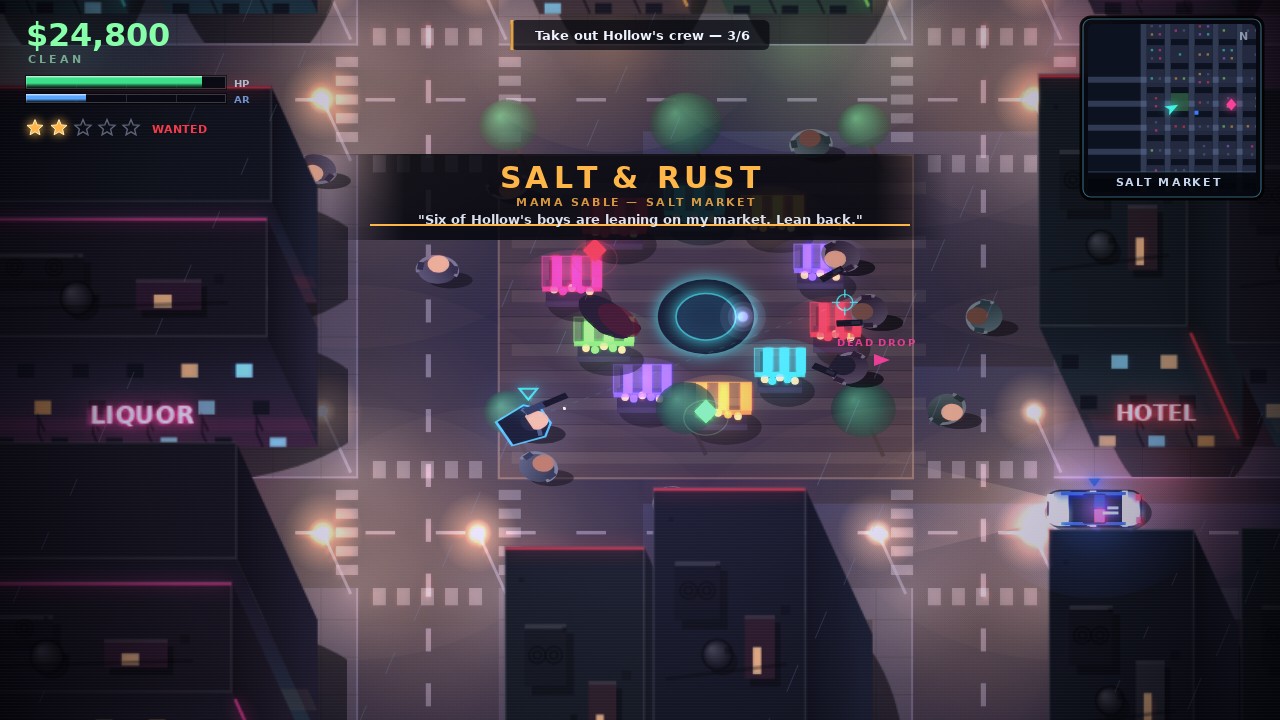 $24,800
CLEAN
HP
AR
WANTED
Take out Hollow's crew — 3/6
N
SALT MARKET
SALT & RUST
MAMA SABLE — SALT MARKET
"Six of Hollow's boys are leaning on my market. Lean back."
DEAD DROP
LIQUOR
HOTEL